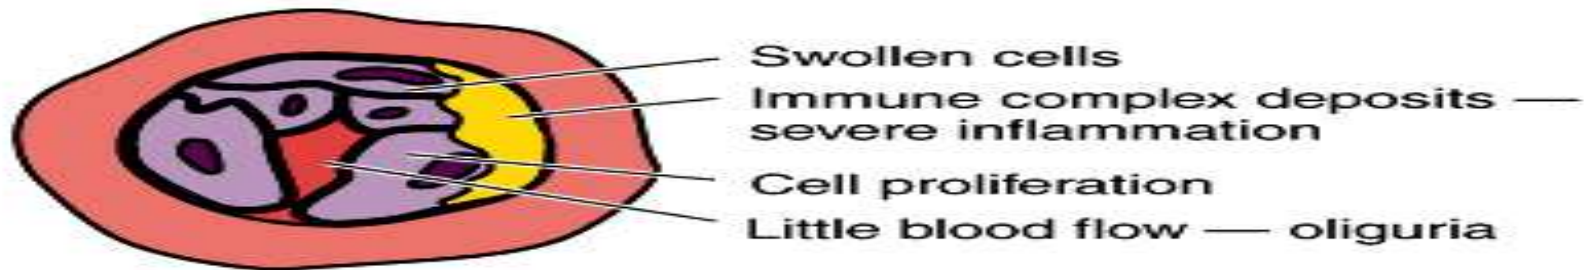 Swollen cells
Immune complex deposits —
severe inflammation
Cell proliferation
Little blood flow — oliguria